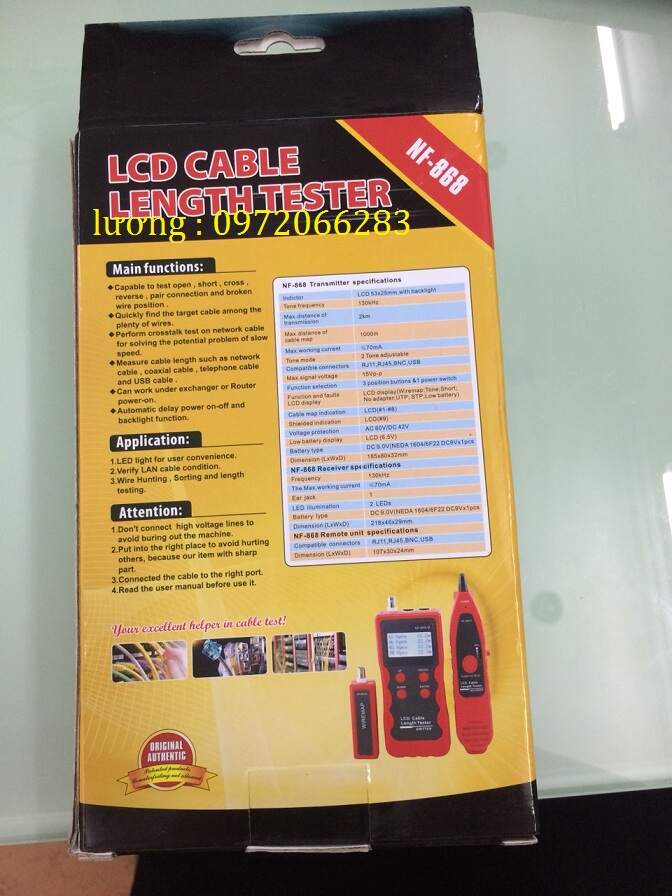 NF-868
LCD CABLE
LENGTH TESTER
lương : 0972066283
Main functions:
Capable to test open , short , cross ,
reverse , pair connection and broken
wire position .
Quickly find the target cable among the
plenty of wires.
Perform crosstalk test on network cable
for solving the potential problem of slow
speed.
Measure cable length such as network
cable , coaxial cable , telephone cable
and USB cable .
Can work under exchanger or Router
power-on.
Automatic delay power on-off and
backlight function.
Application:
1.LED light for user convenience.
2.Verify LAN cable condition.
3.Wire Hunting , Sorting and length
testing.
Attention:
1.Don't connect high voltage lines to
avoid buring out the machine.
2.Put into the right place to avoid hurting
others, because our item with sharp
part.
3.Connected the cable to the right port.
4.Read the user manual before use it.
NF-868 Transmitter specifications
Indictor LCD 53x25mm,with backlight
Tone frequency 130kHz
Max.distance of
transmission 2km
Max.distance of
cable map 1000m
Max.working current ≤70mA
Tone mode 2 Tone adjustable
Compatible connectors RJ11,RJ45,BNC,USB
Max.signal voltage 15Vp-p
Function selection 3 position buttons &1 power switch
Function and faults
LCD display LCD display(Wiremap;Tone;Short;
No adapter,UTP; STP,Low battery)
Cable map indication LCD(#1-#8)
Shielded indication LCD(#9)
Voltage protection AC 60V/DC 42V
Low battery display LCD (6.5V)
Battery type DC 9.0V(NEDA 1604/6F22 DC9Vx1pcs
Dimension (LxWxD) 185x80x32mm
NF-868 Receiver specifications
Frequency 130kHz
The Max working current ≤70mA
Ear jack 1
LED illumination 2 LEDs
Battery type DC 9.0V(NEDA 1604/6F22 DC9Vx1pcs
Dimension (LxWxD) 218x46x29mm
NF-868 Remote unit specifications
Compatible connectors RJ11,RJ45,BNC,USB
Dimension (LxWxD) 107x30x24mm
Your excellent helper in cable test!
WIREMAP
LCD Cable
Length Tester
LCD Cable
Length Tester
ORIGINAL
AUTHENTIC
Patented products
Counterfeiting not allowed